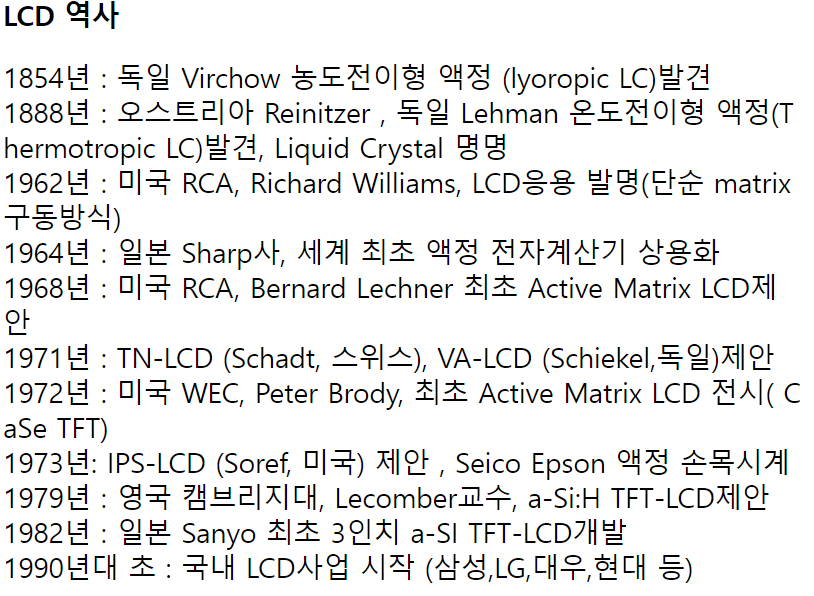 LCD 역사
1854년 : 독일 Virchow 농도전이형 액정 (lyoropic LC)발견
1888년 : 오스트리아 Reinitzer , 독일 Lehman 온도전이형 액정(T
hermotropic LC)발견, Liquid Crystal 명명
1962년 : 미국 RCA, Richard Williams, LCD응용 발명(단순 matrix
구동방식)
1964년 : 일본 Sharp사, 세계 최초 액정 전자계산기 상용화
1968년 : 미국 RCA, Bernard Lechner 최초 Active Matrix LCD제
안
1971년 : TN-LCD (Schadt, 스위스), VA-LCD (Schiekel,독일)제안
1972년 : 미국 WEC, Peter Brody, 최초 Active Matrix LCD 전시( C
aSe TFT)
1973년: IPS-LCD (Soref, 미국) 제안 , Seico Epson 액정 손목시계
1979년 : 영국 캠브리지대, Lecomber교수, a-Si:H TFT-LCD제안
1982년 : 일본 Sanyo 최초 3인치 a-SI TFT-LCD개발
1990년대 초 : 국내 LCD사업 시작 (삼성,LG,대우,현대 등)